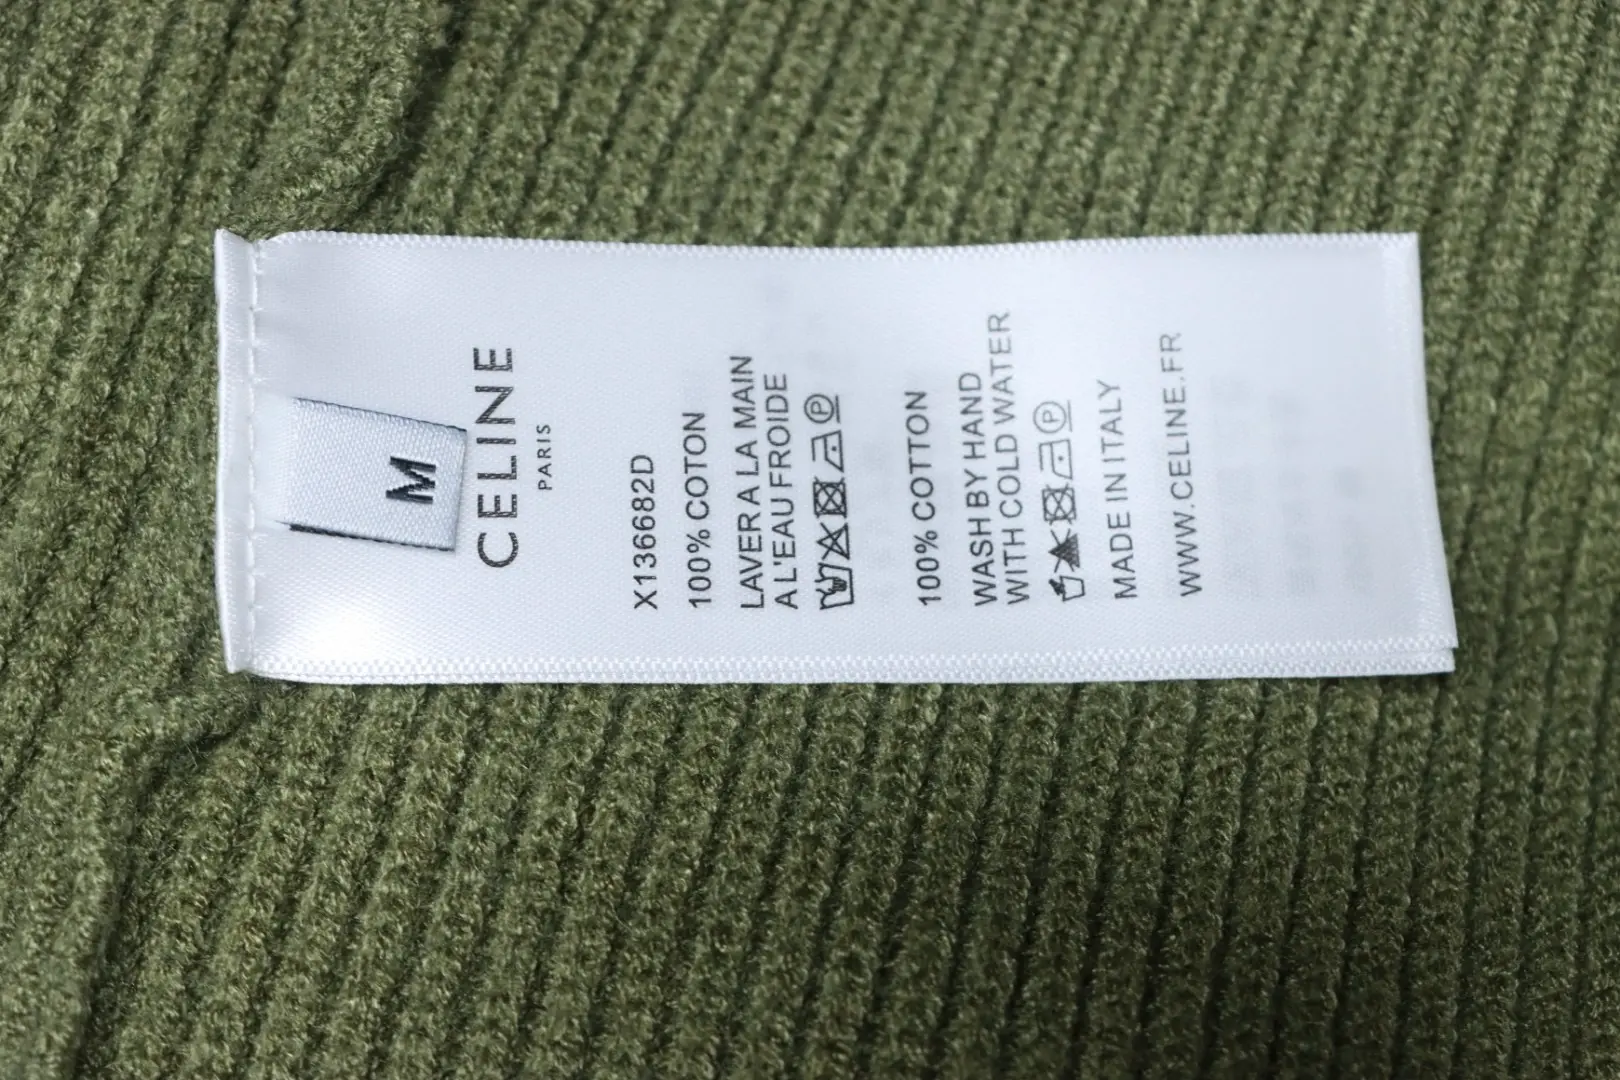 M
CELINE
PARIS
X136682D
100% COTON
LAVER A LA MAIN
A L'EAU FROIDE
P
100% COTTON
WASH BY HAND
WITH COLD WATER
P
MADE IN ITALY
WWW.CELINE.FR